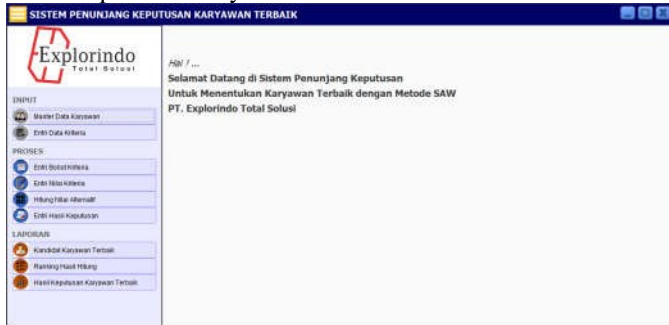 SISTEM PENUNJANG KEPUTUSAN KARYAWAN TERBAIK
Explorindo
Total Solusi
Hai / ...
Selamat Datang di Sistem Penunjang Keputusan
Untuk Menentukan Karyawan Terbaik dengan Metode SAW
PT. Explorindo Total Solusi
INPUT
Master Data Karyawan
Entri Data Kriteria
PROSES
Entri Bobot Kriteria
Entri Nilai Kriteria
Hitung Nilai Alternatif
Entri Hasil Keputusan
LAPORAN
Kandidat Karyawan Terbaik
Ranking Hasil Hitung
Hasil Keputusan Karyawan Terbaik